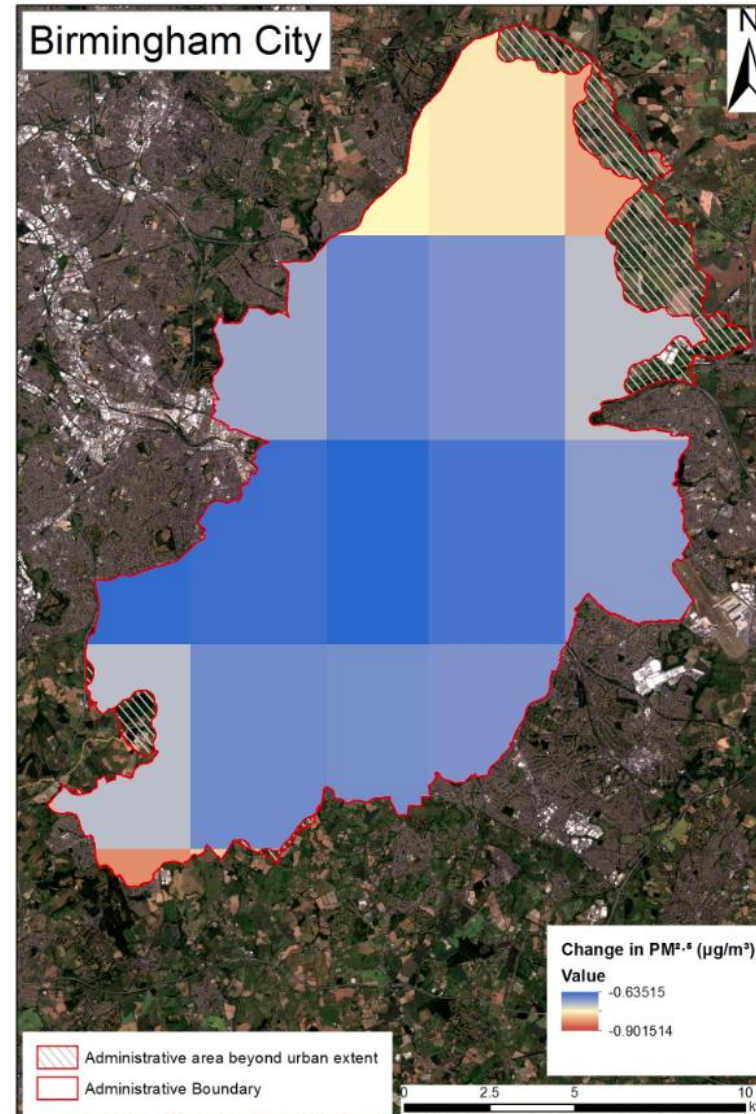 Birmingham City
N
Change in PM²·⁵ (µg/m³)
Value
-0.63515
-0.901514
Administrative area beyond urban extent
Administrative Boundary
0 2.5 5 10